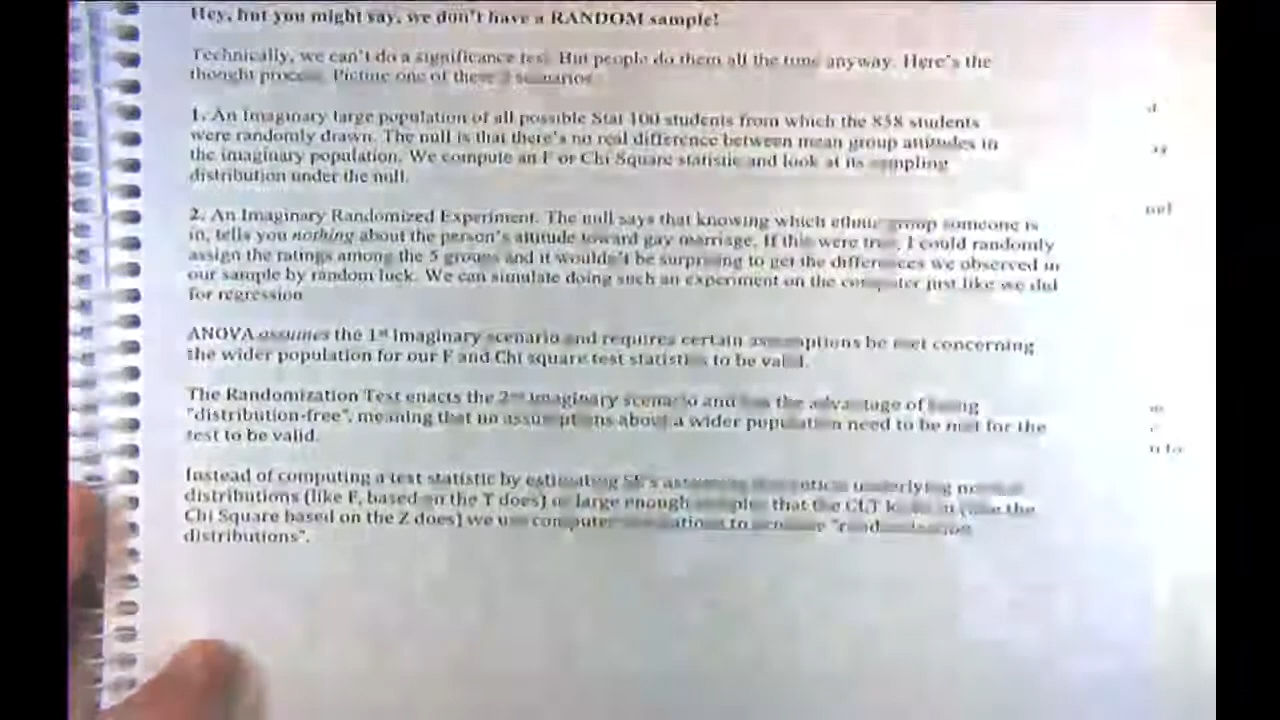 Hey, but you might say, we don't have a RANDOM sample!
Technically, we can't do a significance test. But people do them all the time anyway. Here's the
thought process. Picture one of these 2 scenarios
1. An Imaginary large population of all possible Stat 100 students from which the 858 students
were randomly drawn. The null is that there's no real difference between mean group attitudes in
the imaginary population. We compute an F or Chi Square statistic and look at its sampling
distribution under the null.
2. An Imaginary Randomized Experiment. The null says that knowing which ethnic group someone is
in, tells you nothing about the person's attitude toward gay marriage. If this were true, I could randomly
assign the ratings among the 5 groups and it wouldn't be surprising to get the differences we observed in
our sample by random luck. We can simulate doing such an experiment on the computer just like we did
for regression
ANOVA assumes the 1st Imaginary scenario and requires certain assumptions be met concerning
the wider population for our F and Chi square test statistics to be valid.
The Randomization Test enacts the 2nd imaginary scenario and has the advantage of being
"distribution-free", meaning that no assumptions about a wider population need to be met for the
test to be valid.
Instead of computing a test statistic by estimating SE's underlying
distributions (like F, based on the T does) or large enough that the CLT the
Chi Square based on the Z does) we use computer to
distributions".